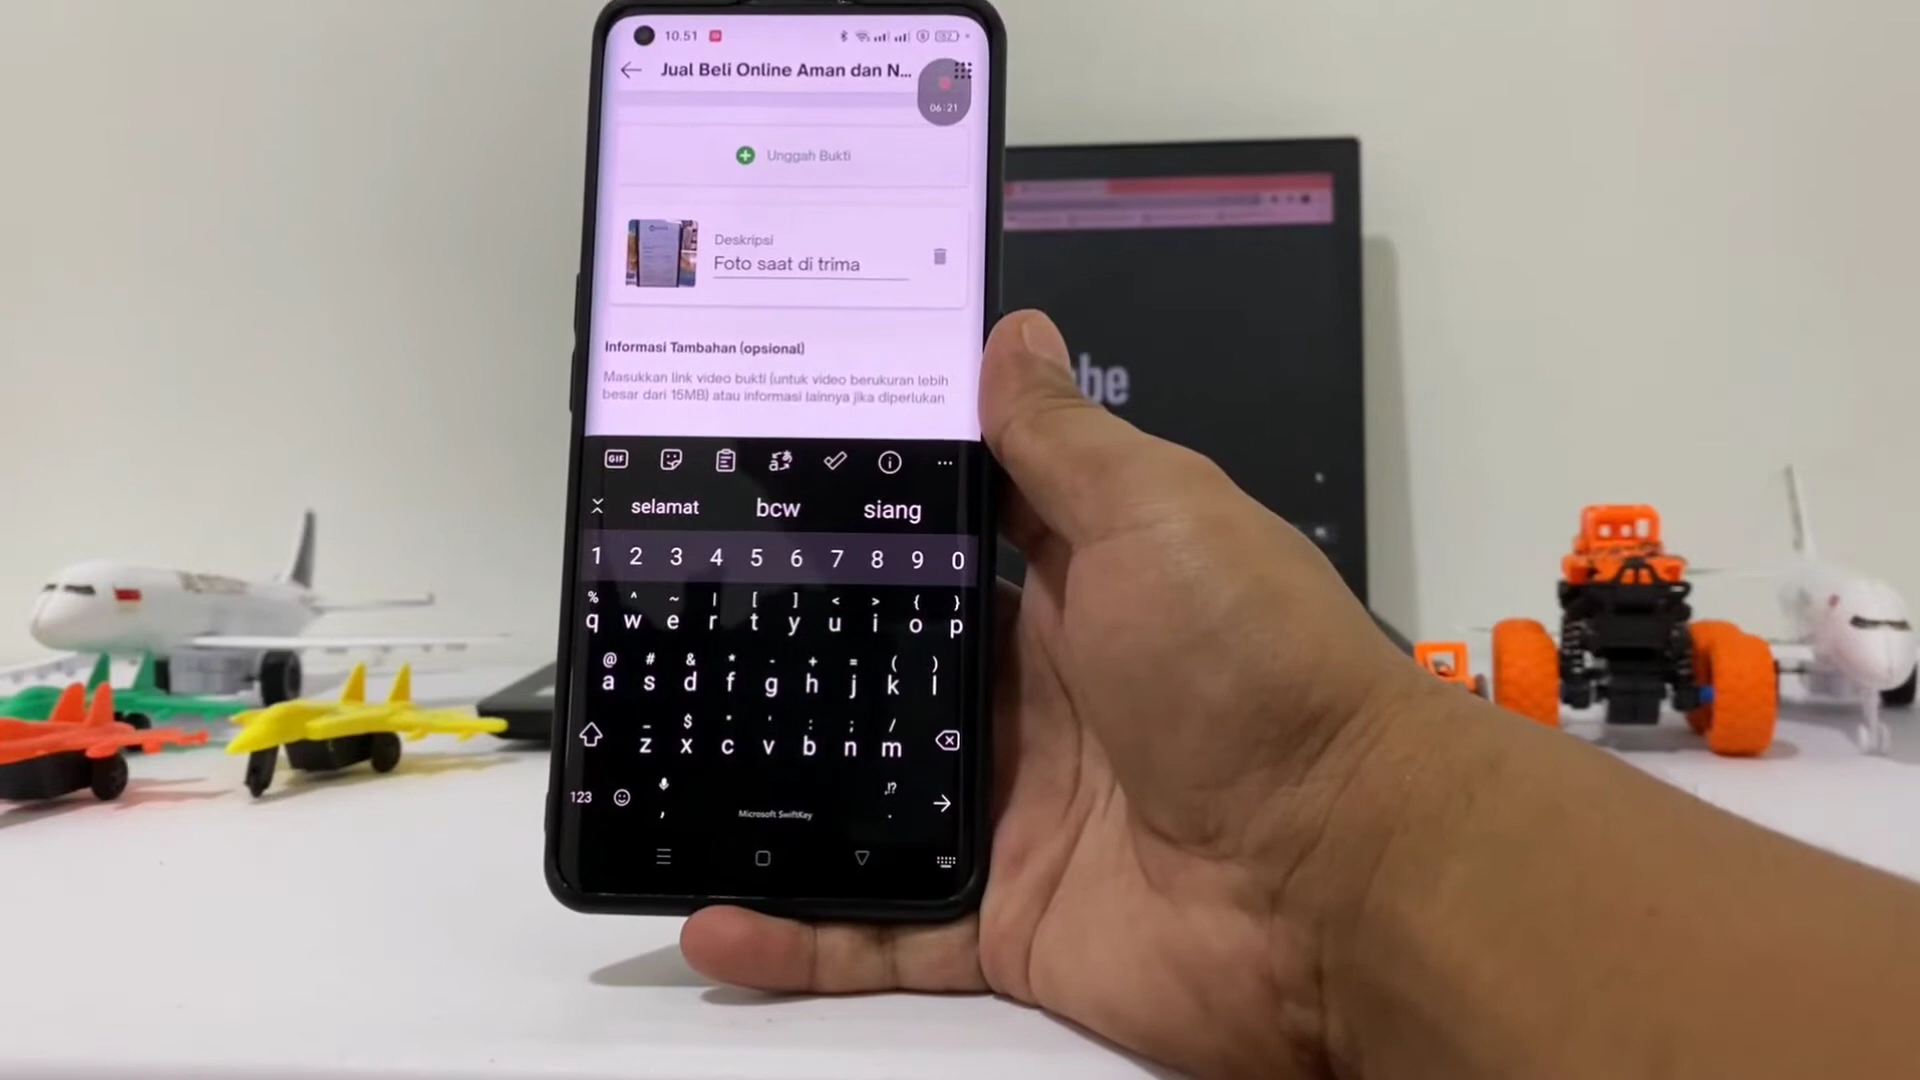 10.51
Jual Beli Online Aman dan N...
06:21
Unggah Bukti
Deskripsi
Foto saat di trima
Informasi Tambahan (opsional)
Masukkan link video bukti (untuk video berukuran lebih
besar dari 15MB) atau informasi lainnya jika diperlukan
GIF
selamat bcw siang
1 2 3 4 5 6 7 8 9 0
% ^ ~ | [ ] < > { }
q w e r t y u i o p
@ # & * - + = ( )
a s d f g h j k l
_ $ " ' : ; /
z x c v b n m
,!?
123 , Microsoft SwiftKey .
be